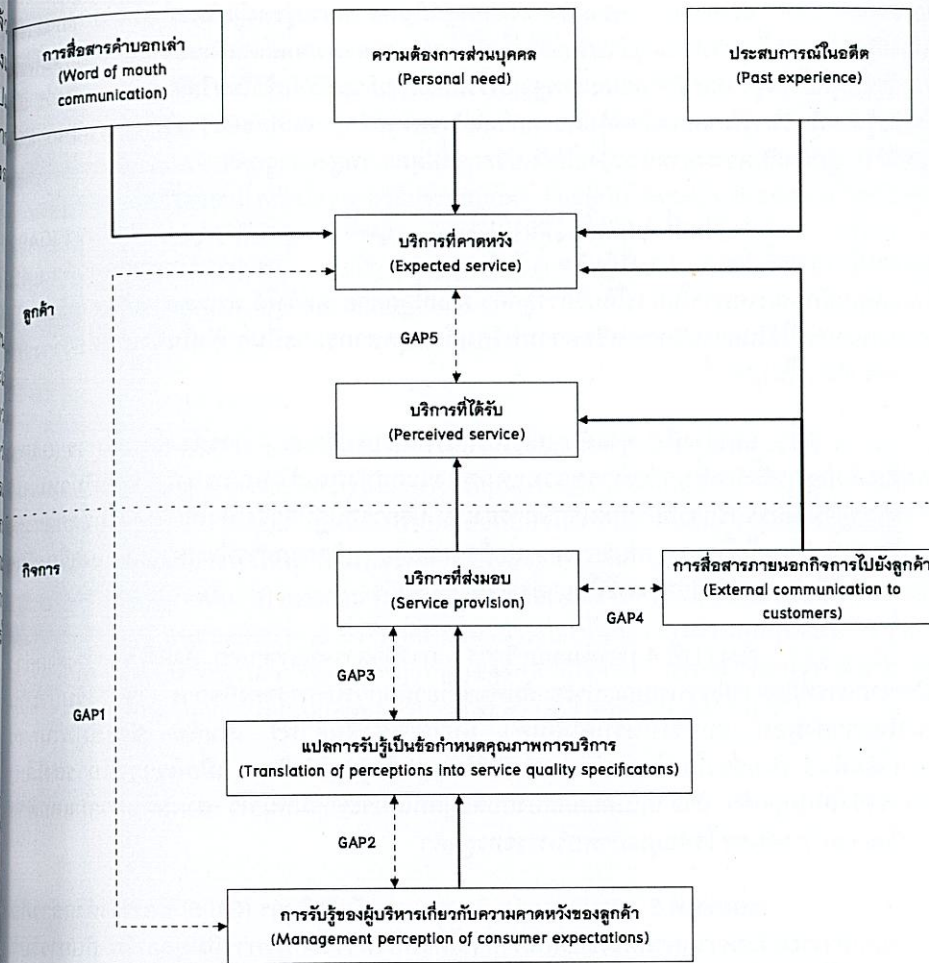 การสื่อสารคำบอกเล่า
(Word of mouth
communication)
ความต้องการส่วนบุคคล
(Personal need)
ประสบการณ์ในอดีต
(Past experience)
บริการที่คาดหวัง
(Expected service)
ลูกค้า
GAP5
บริการที่ได้รับ
(Perceived service)
กิจการ
บริการที่ส่งมอบ
(Service provision)
GAP4
การสื่อสารภายนอกกิจการไปยังลูกค้า
(External communication to
customers)
GAP3
GAP1
แปลการรับรู้เป็นข้อกำหนดคุณภาพการบริการ
(Translation of perceptions into service quality specificatons)
GAP2
การรับรู้ของผู้บริหารเกี่ยวกับความคาดหวังของลูกค้า
(Management perception of consumer expectations)